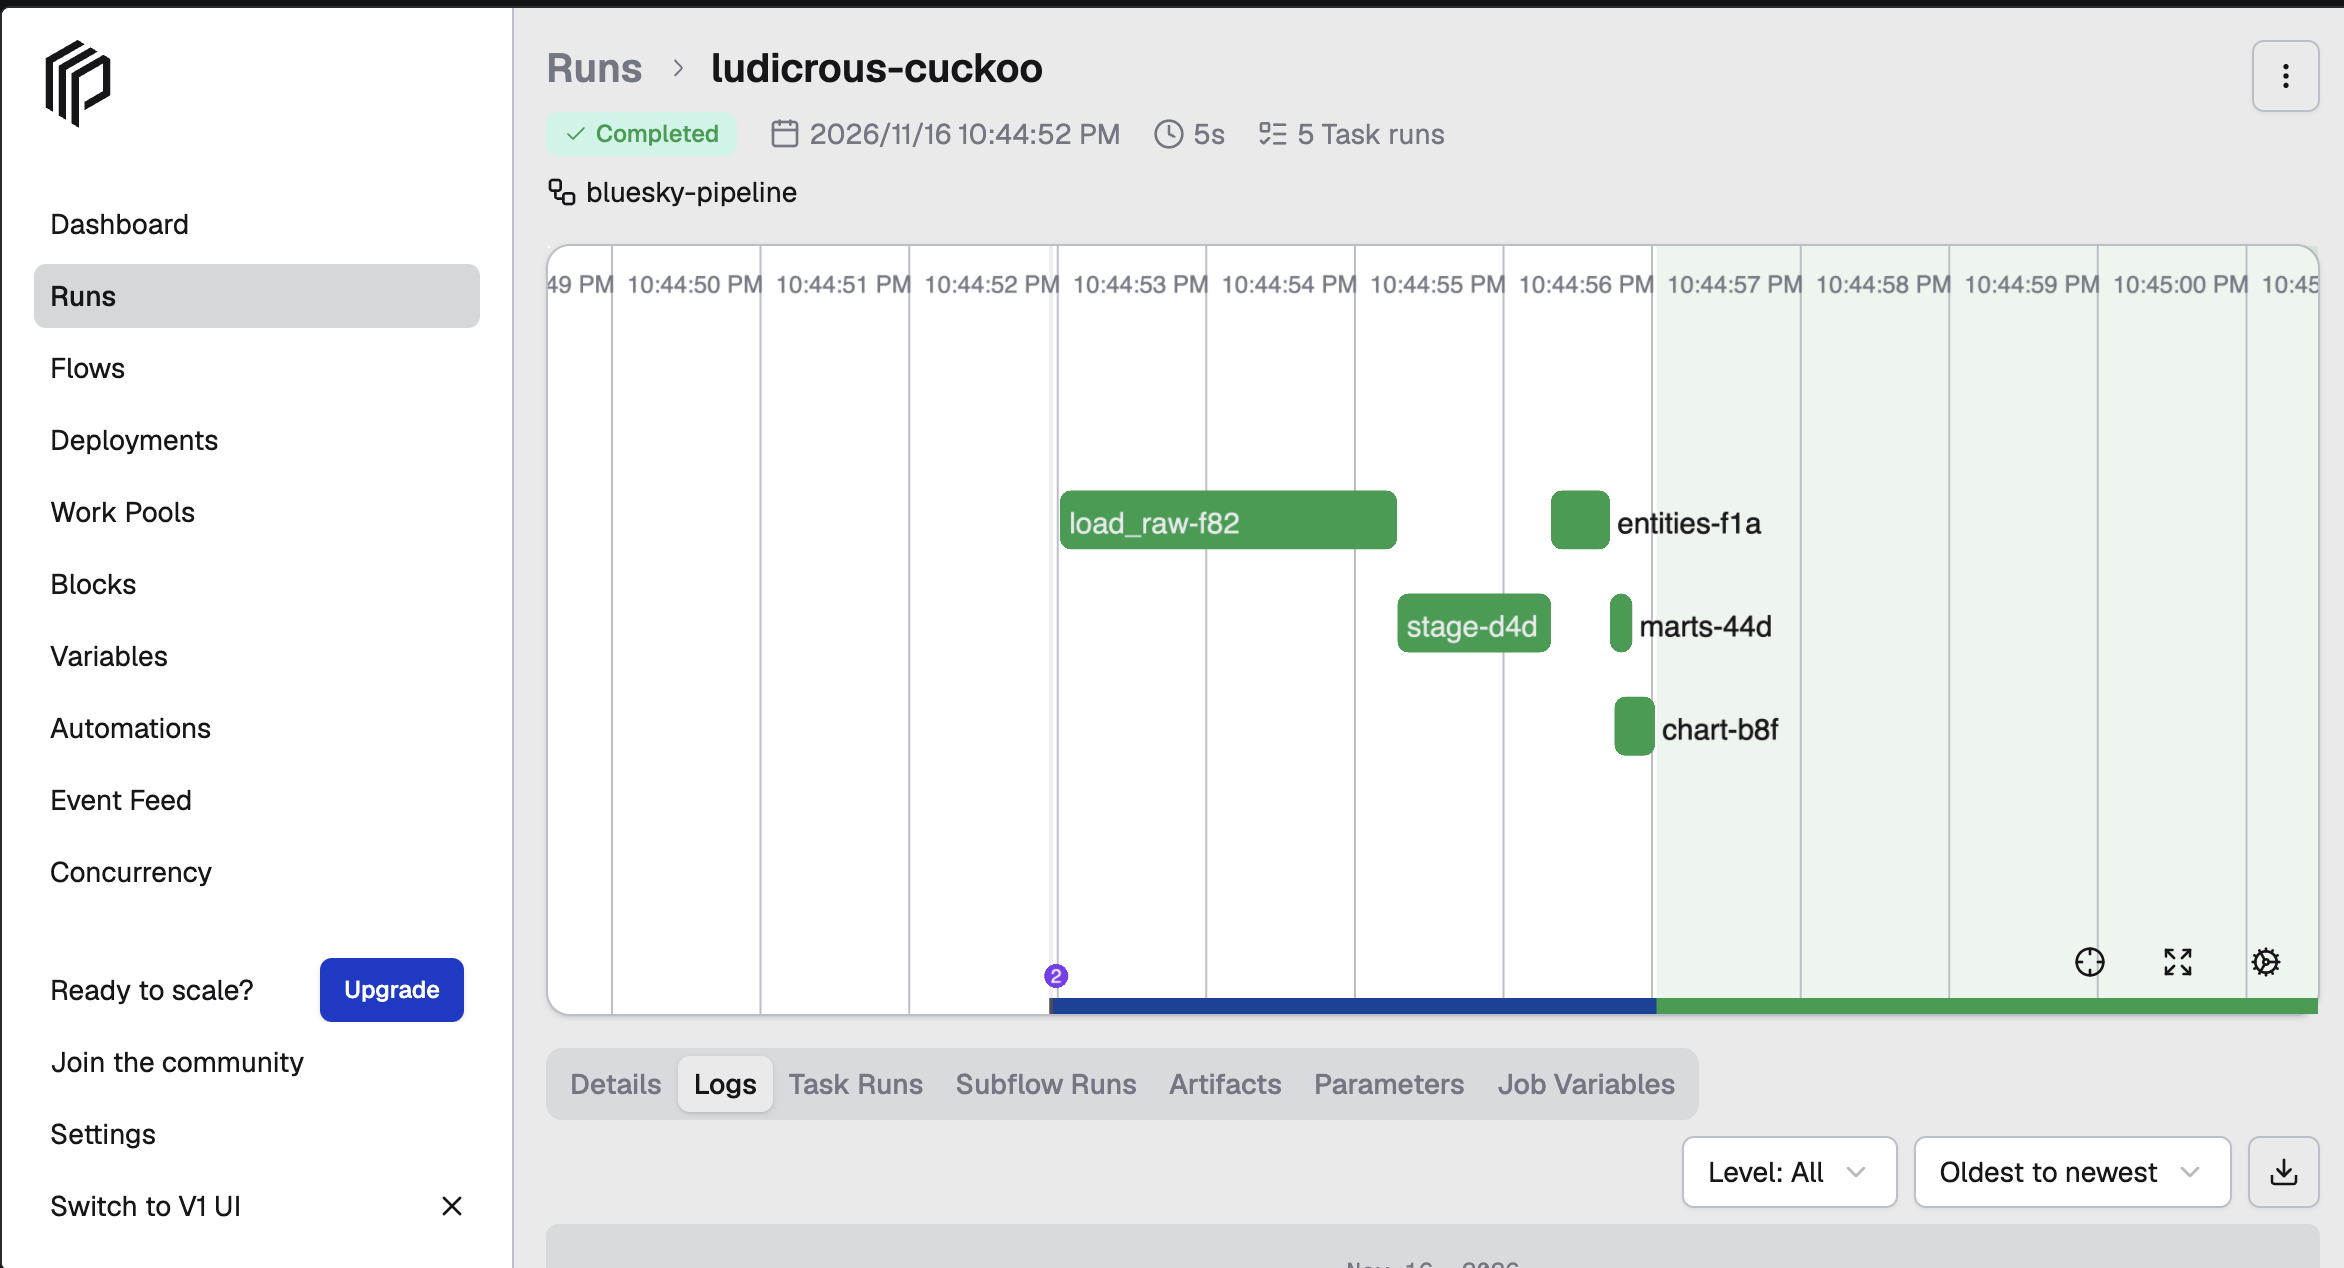 Dashboard
Runs
Flows
Deployments
Work Pools
Blocks
Variables
Automations
Event Feed
Concurrency
Ready to scale?
Upgrade
Join the community
Settings
Switch to V1 UI
Runs > ludicrous-cuckoo
Completed 2026/11/16 10:44:52 PM 5s 5 Task runs
bluesky-pipeline
49 PM 10:44:50 PM 10:44:51 PM 10:44:52 PM 10:44:53 PM 10:44:54 PM 10:44:55 PM 10:44:56 PM 10:44:57 PM 10:44:58 PM 10:44:59 PM 10:45:00 PM 10:45
load_raw-f82 entities-f1a
stage-d4d marts-44d
chart-b8f
2
Details Logs Task Runs Subflow Runs Artifacts Parameters Job Variables
Level: All Oldest to newest
Nov 16, 2026